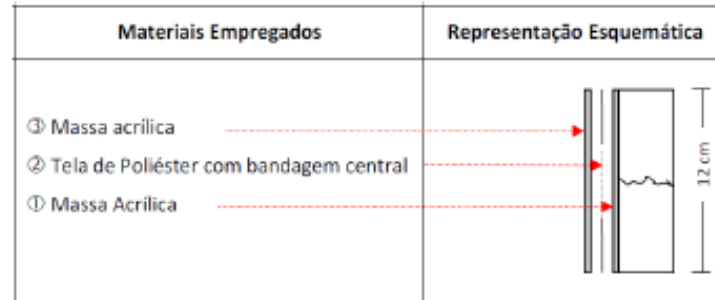 Materiais Empregados
Representação Esquemática
③ Massa acrílica
② Tela de Poliéster com bandagem central
① Massa Acrílica
12 cm